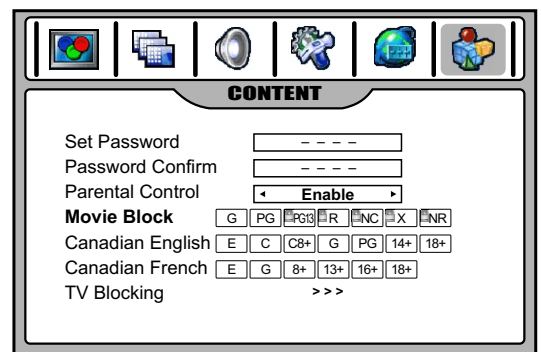 CONTENT
Set Password – – – –
Password Confirm – – – –
Parental Control Enable
Movie Block G PG PG13 R NC X NR
Canadian English E C C8+ G PG 14+ 18+
Canadian French E G 8+ 13+ 16+ 18+
TV Blocking >>>